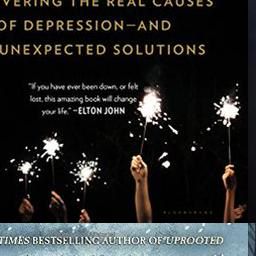 VERING THE REAL CAUSES
OF DEPRESSION—AND
UNEXPECTED SOLUTIONS
"If you have ever been down, or felt
lost, this amazing book will change
your life." —ELTON JOHN
BLOOMSBURY
TIMES BESTSELLING AUTHOR OF UPROOTED